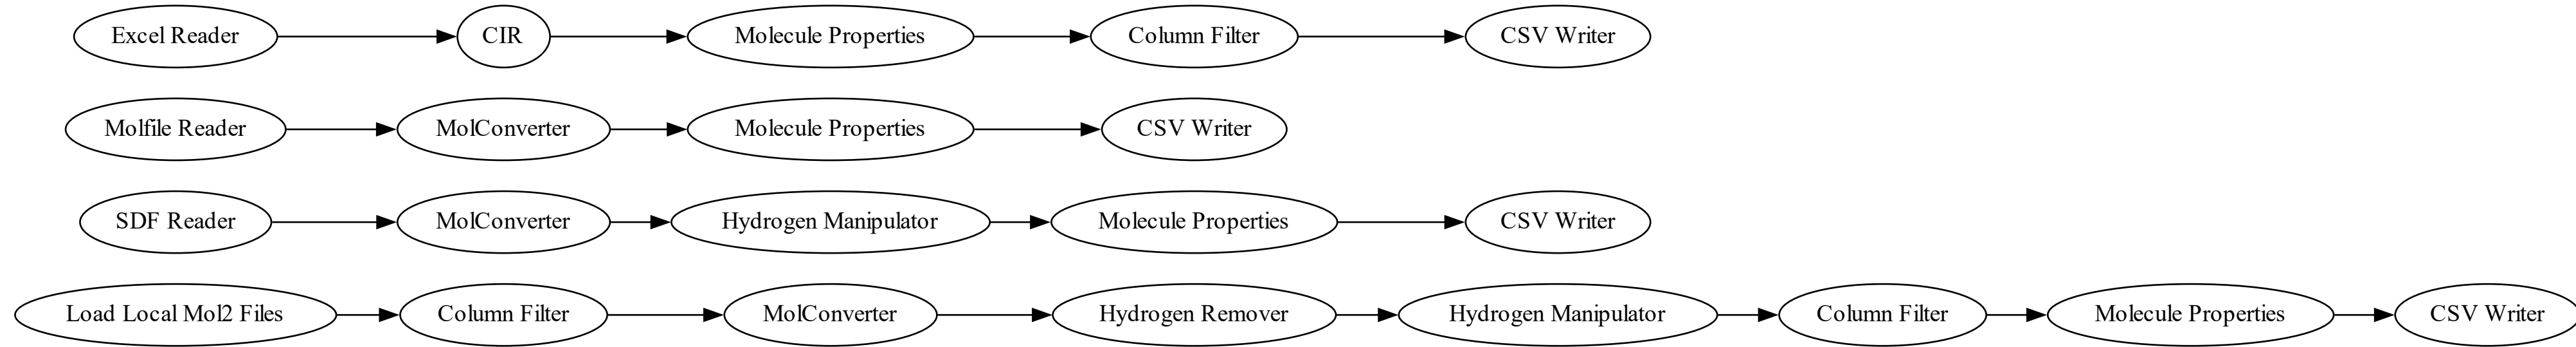 Excel Reader CIR Molecule Properties Column Filter CSV Writer
Molfile Reader MolConverter Molecule Properties CSV Writer
SDF Reader MolConverter Hydrogen Manipulator Molecule Properties CSV Writer
Load Local Mol2 Files Column Filter MolConverter Hydrogen Remover Hydrogen Manipulator Column Filter Molecule Properties CSV Writer